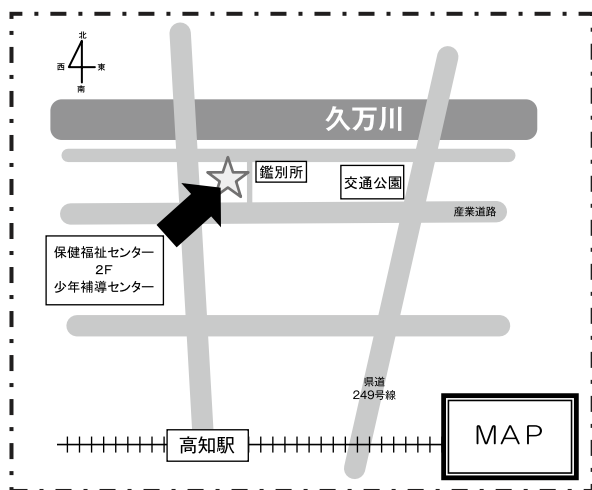 北
西
東
南
久万川
鑑別所
交通公園
産業道路
保健福祉センター
2F
少年補導センター
県道
249号線
高知駅
MAP